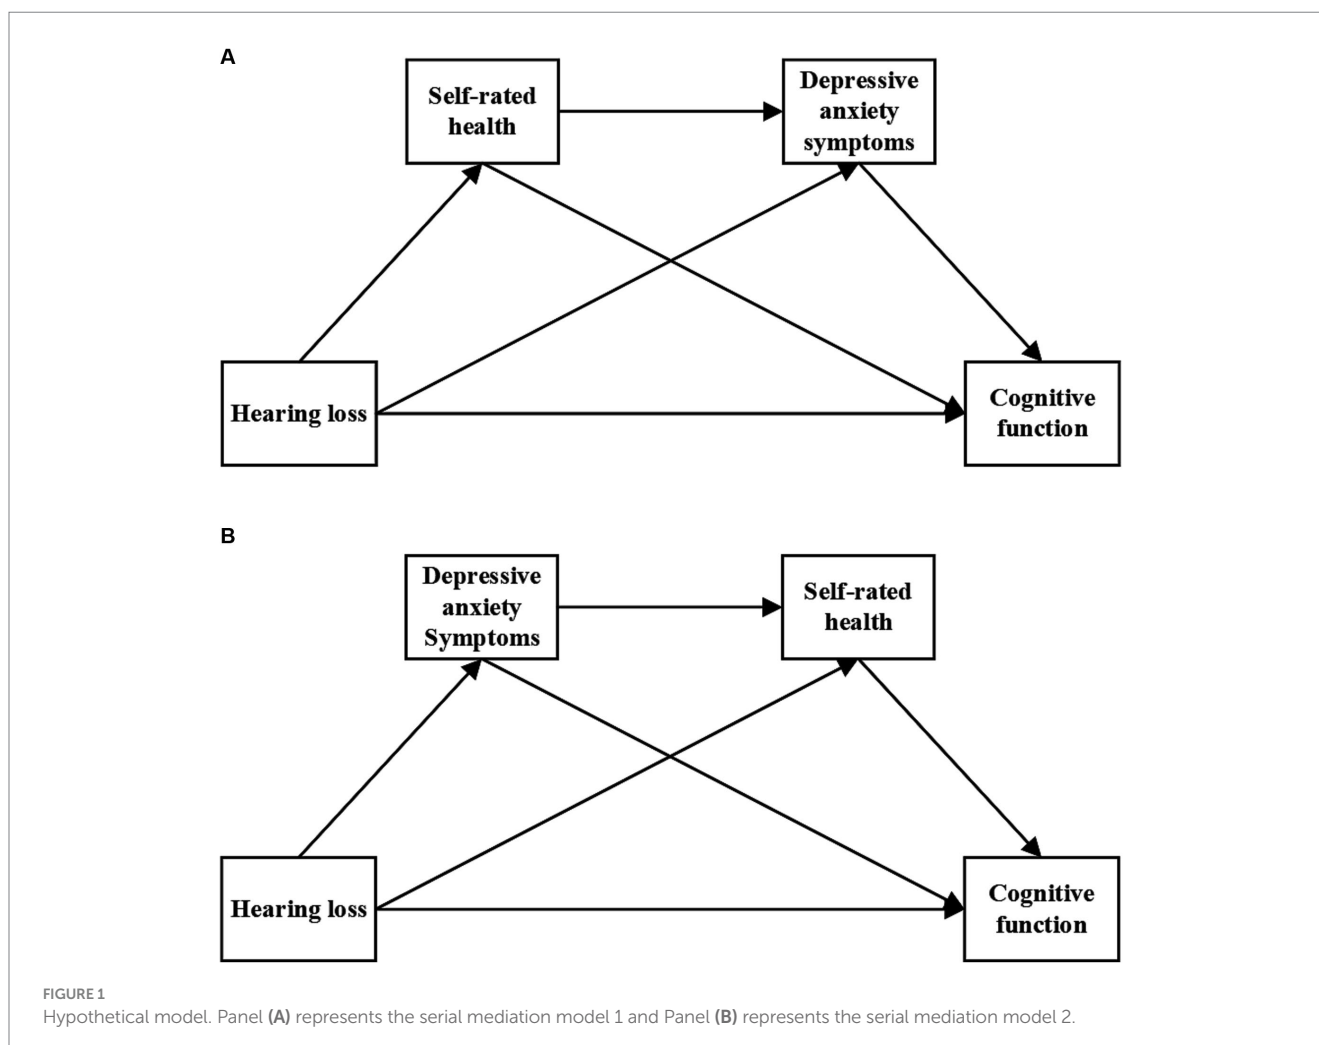 A
Self-rated
health
Depressive
anxiety
symptoms
Hearing loss
Cognitive
function
B
Depressive
anxiety
Symptoms
Self-rated
health
Hearing loss
Cognitive
function
FIGURE 1
Hypothetical model. Panel (A) represents the serial mediation model 1 and Panel (B) represents the serial mediation model 2.